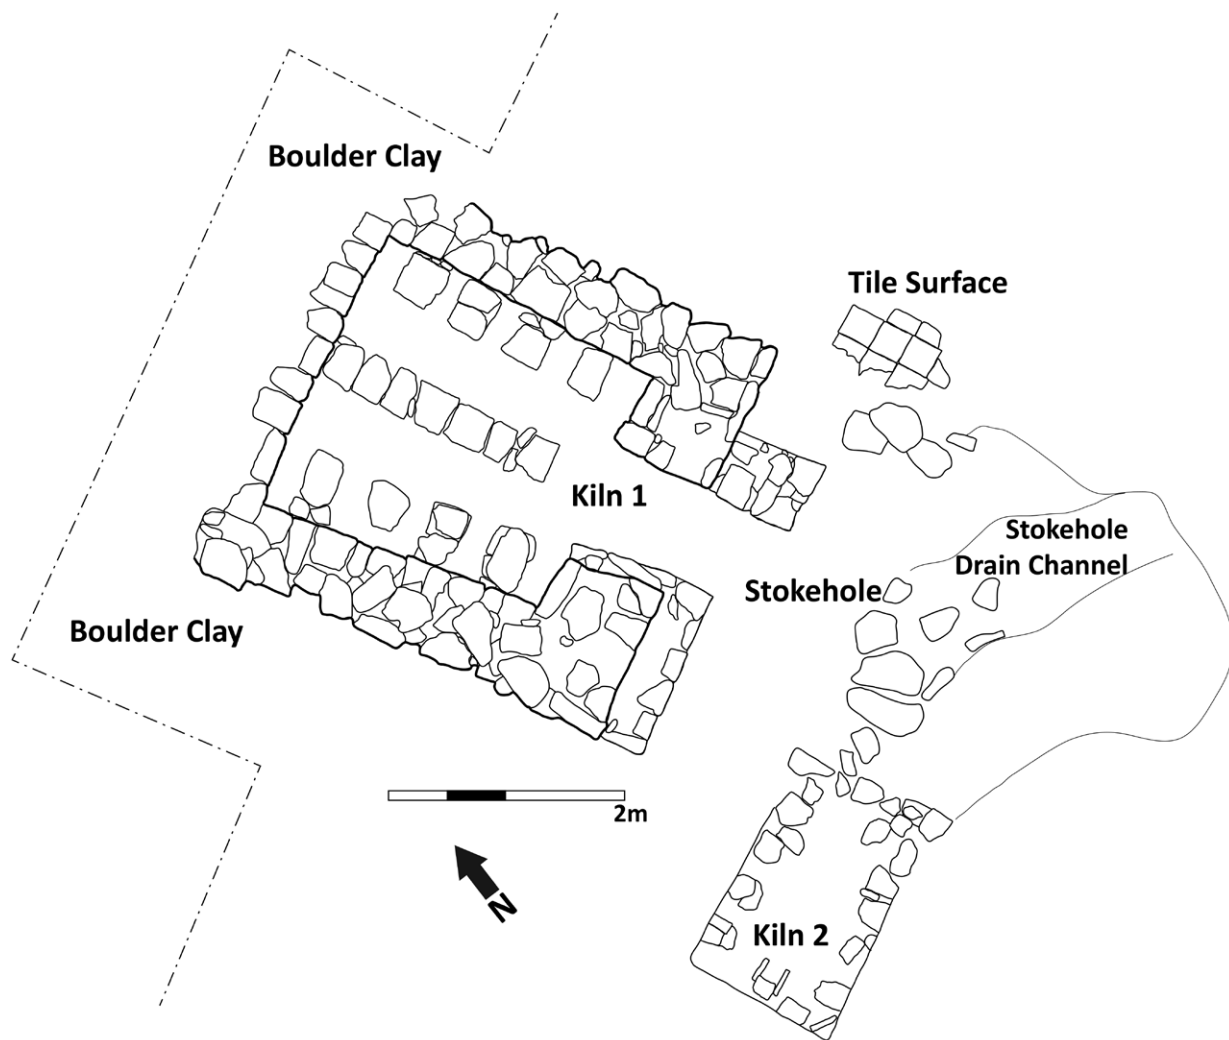 Boulder Clay
Tile Surface
Kiln 1
Stokehole
Drain Channel
Stokehole
Boulder Clay
2m
N
Kiln 2